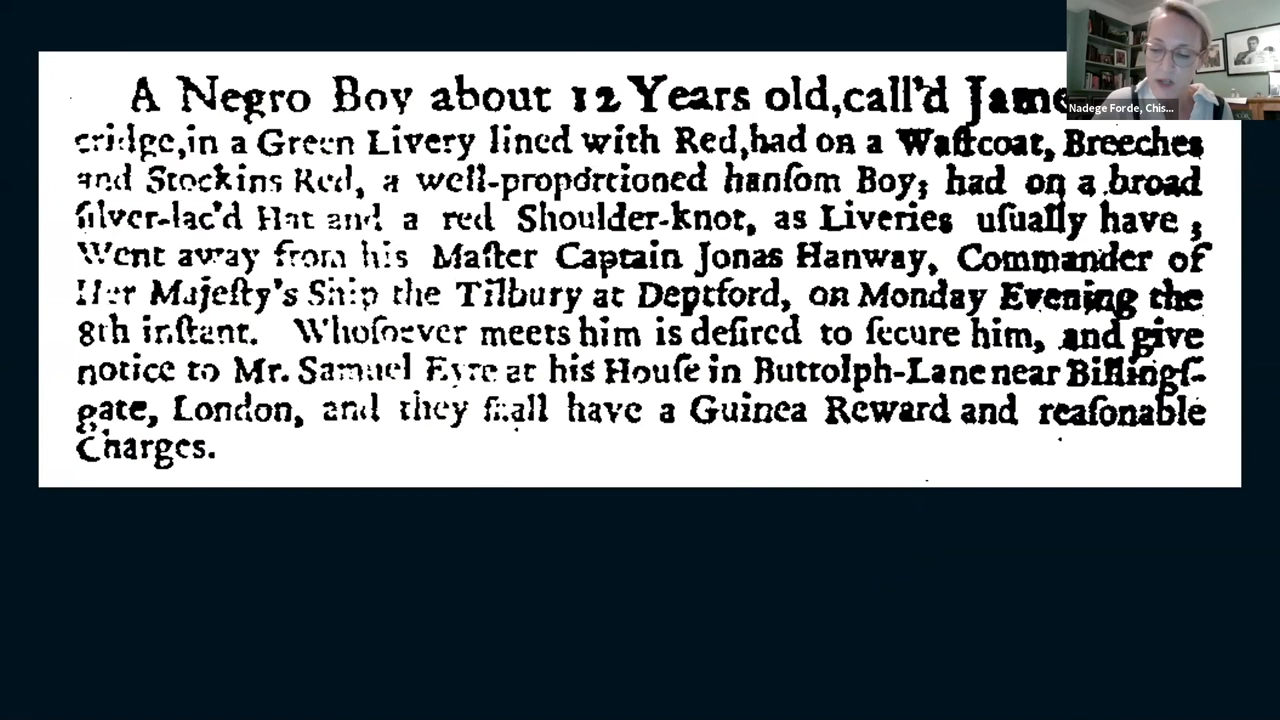 A Negro Boy about 12 Years old, call'd Jame
Nadege Forde, Chis...
eridge, in a Green Livery lined with Red, had on a Waſtcoat, Breeches
and Stockins Red, a well-proportioned hanſom Boy; had on a broad
ſilver-lac'd Hat and a red Shoulder-knot, as Liveries uſually have;
Went away from his Maſter Captain Jonas Hanway, Commander of
Her Majeſty's Ship the Tilbury at Deptford, on Monday Evening the
8th inſtant. Whoſoever meets him is deſired to ſecure him, and give
notice to Mr. Samuel Eyre at his Houſe in Buttolph-Lane near Billingſ-
gate, London, and they ſhall have a Guinea Reward and reaſonable
Charges.